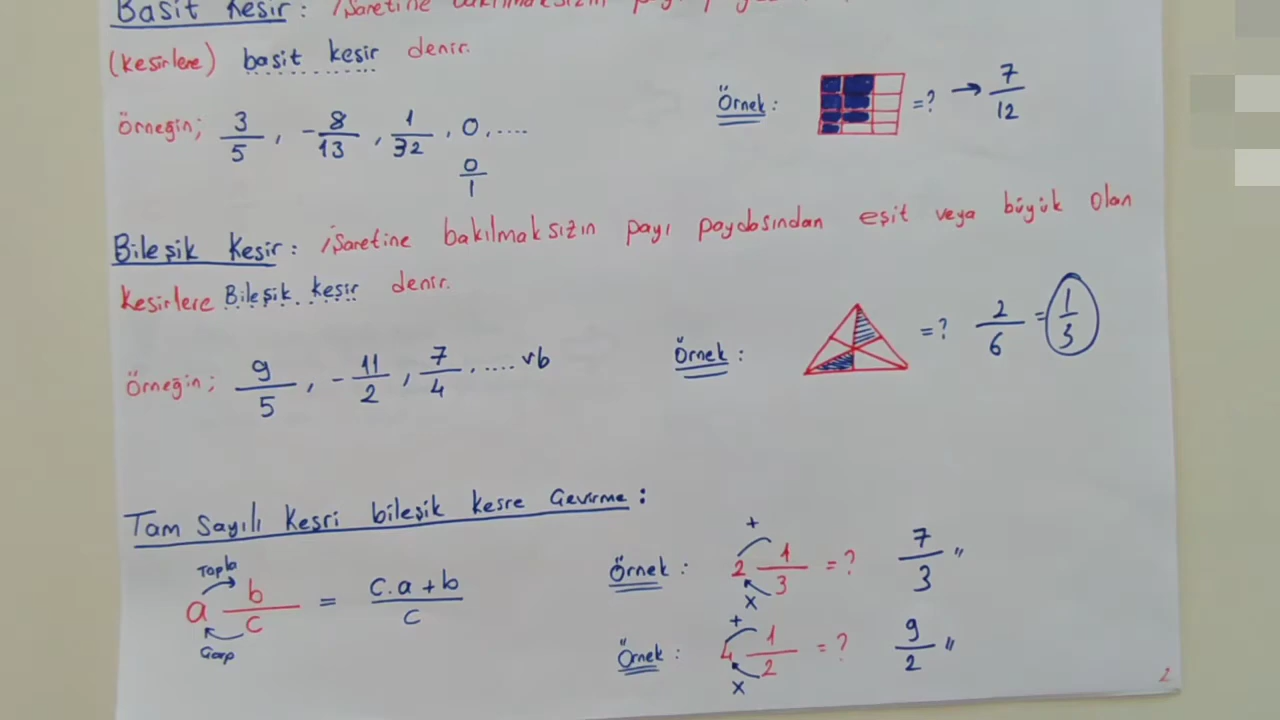 Basit Kesir : İşaretine bakılmaksızın payı
(kesirlere) basit kesir denir.
Örneğin; 3/5 , -8/13 , 1/32 , 0, ....
0/1
Örnek : =? → 7/12
Bileşik Kesir : İşaretine bakılmaksızın payı paydasından eşit veya büyük olan
kesirlere Bileşik kesir denir.
Örneğin; 9/5 , -11/2 , 7/4 , .... vb
Örnek : =? 2/6 = 1/3
Tam Sayılı Kesri bileşik kesre Çevirme :
Topla
a b/c = c.a+b/c
Çarp
Örnek : + 2 1/3 = ? 7/3 "
x
Örnek : + 4 1/2 = ? 9/2 "
x
2